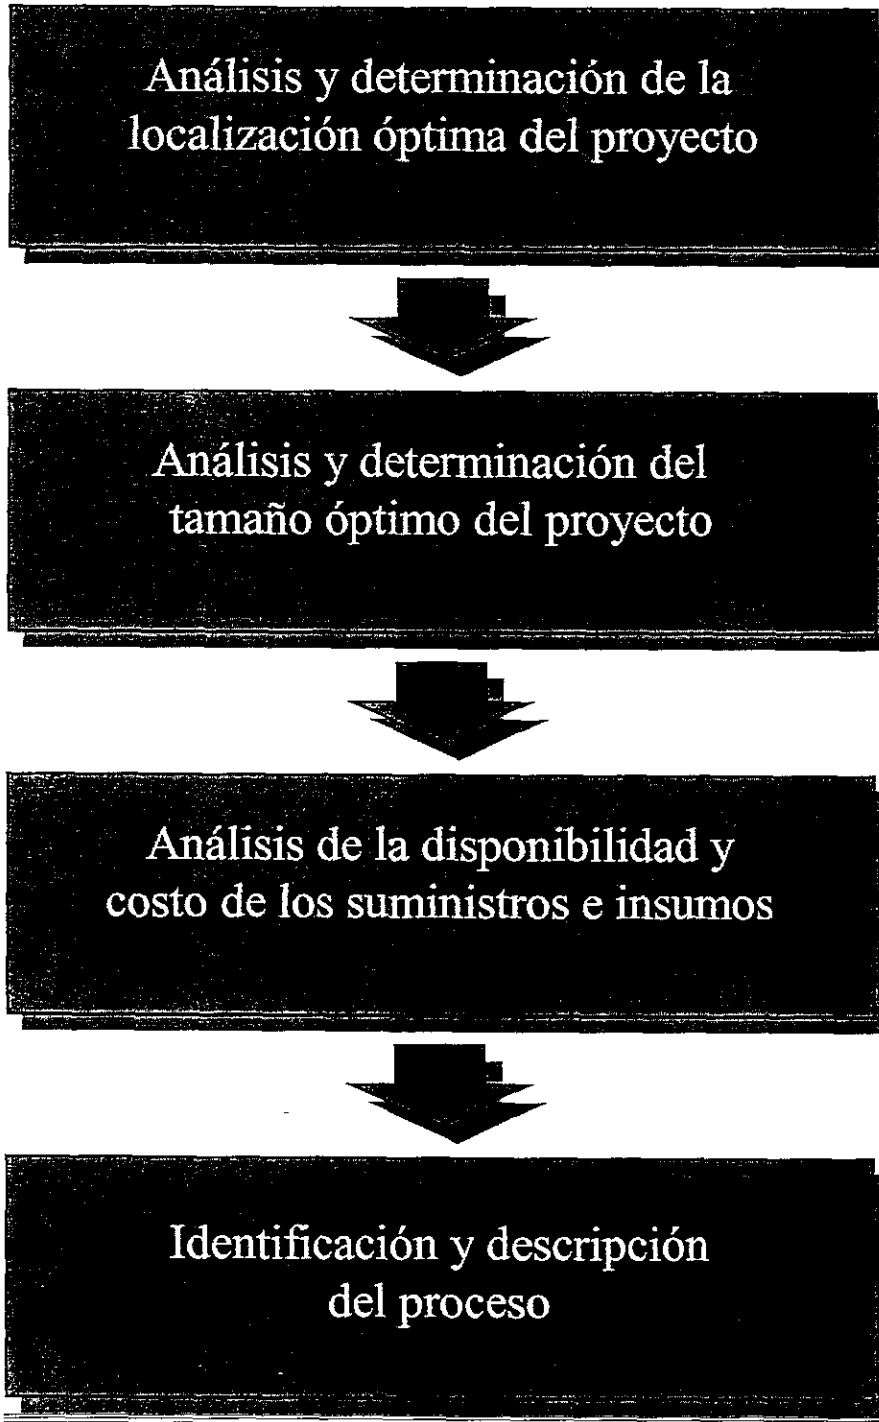 Análisis y determinación de la
localización óptima del proyecto
Análisis y determinación del
tamaño óptimo del proyecto
Análisis de la disponibilidad y
costo de los suministros e insumos
Identificación y descripción
del proceso